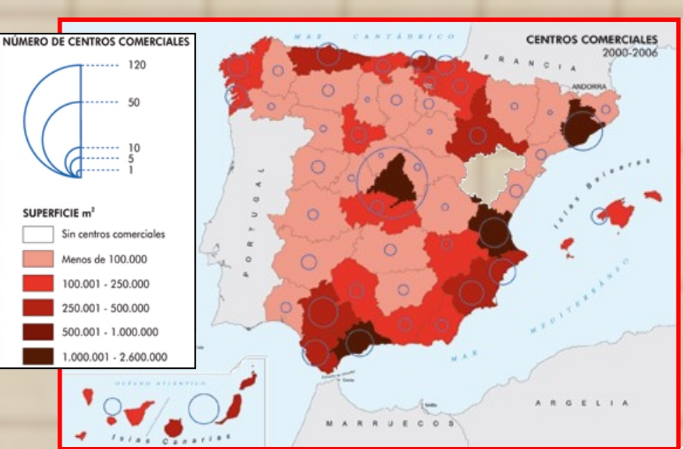 NÚMERO DE CENTROS COMERCIALES
120
50
10
5
1
SUPERFICIE m²
Sin centros comerciales
Menos de 100.000
100.001 - 250.000
250.001 - 500.000
500.001 - 1.000.000
1.000.001 - 2.600.000
CENTROS COMERCIALES
2000-2006
MAR CANTÁBRICO
FRANCIA
ANDORRA
PORTUGAL
Islas Baleares
MAR MEDITERRÁNEO
OCÉANO ATLÁNTICO
Islas Canarias
Ceuta
Melilla
MARRUECOS
ARGELIA